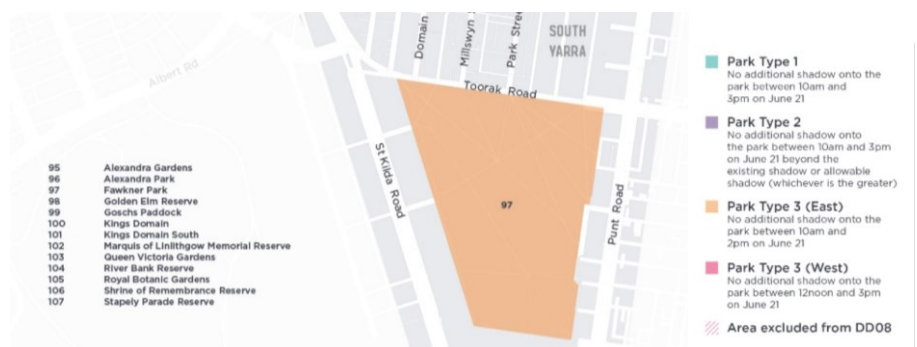 Domain
Millswyn S
Park Stree
SOUTH
YARRA
Albert Rd
Toorak Road
St Kilda Road
97
Punt Road
95 Alexandra Gardens
96 Alexandra Park
97 Fawkner Park
98 Golden Elm Reserve
99 Goschs Paddock
100 Kings Domain
101 Kings Domain South
102 Marquis of Linlithgow Memorial Reserve
103 Queen Victoria Gardens
104 River Bank Reserve
105 Royal Botanic Gardens
106 Shrine of Remembrance Reserve
107 Stapely Parade Reserve
Park Type 1
No additional shadow onto the
park between 10am and
3pm on June 21
Park Type 2
No additional shadow onto
the park between 10am and 3pm
on June 21 beyond the
existing shadow or allowable
shadow (whichever is the greater)
Park Type 3 (East)
No additional shadow onto the
park between 10am and
2pm on June 21
Park Type 3 (West)
No additional shadow onto the
park between 12noon and 3pm
on June 21
Area excluded from DDO8